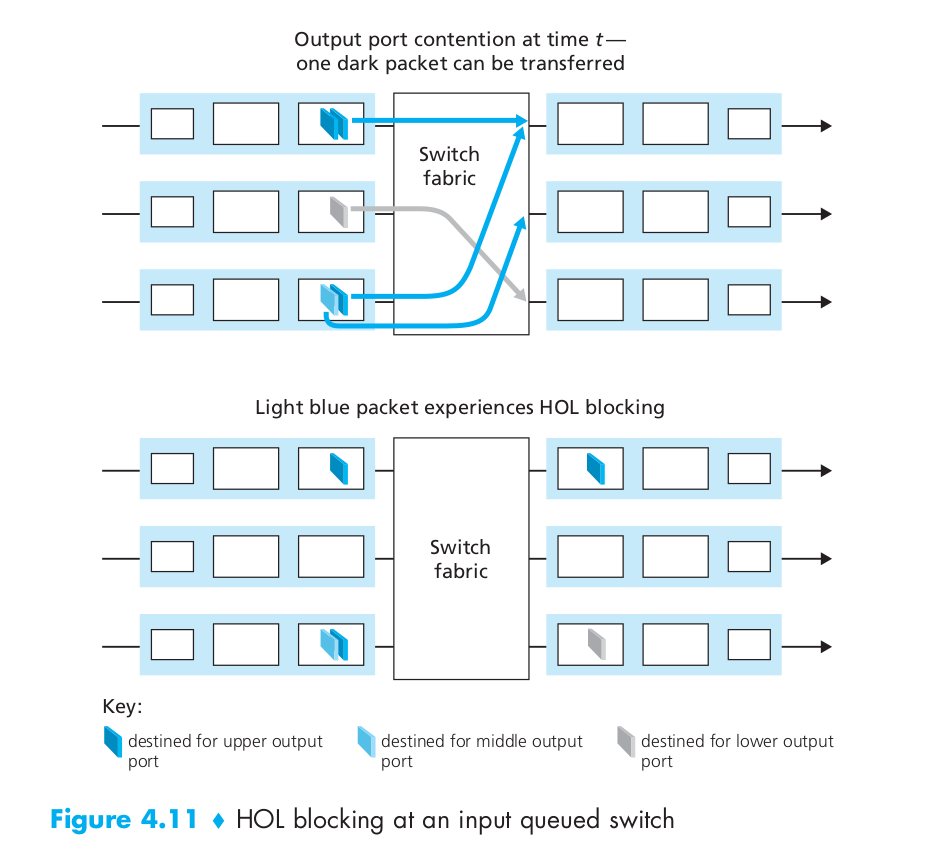 Output port contention at time t—
one dark packet can be transferred
Switch
fabric
Light blue packet experiences HOL blocking
Switch
fabric
Key:
destined for upper output
port
destined for middle output
port
destined for lower output
port
Figure 4.11 ♦ HOL blocking at an input queued switch